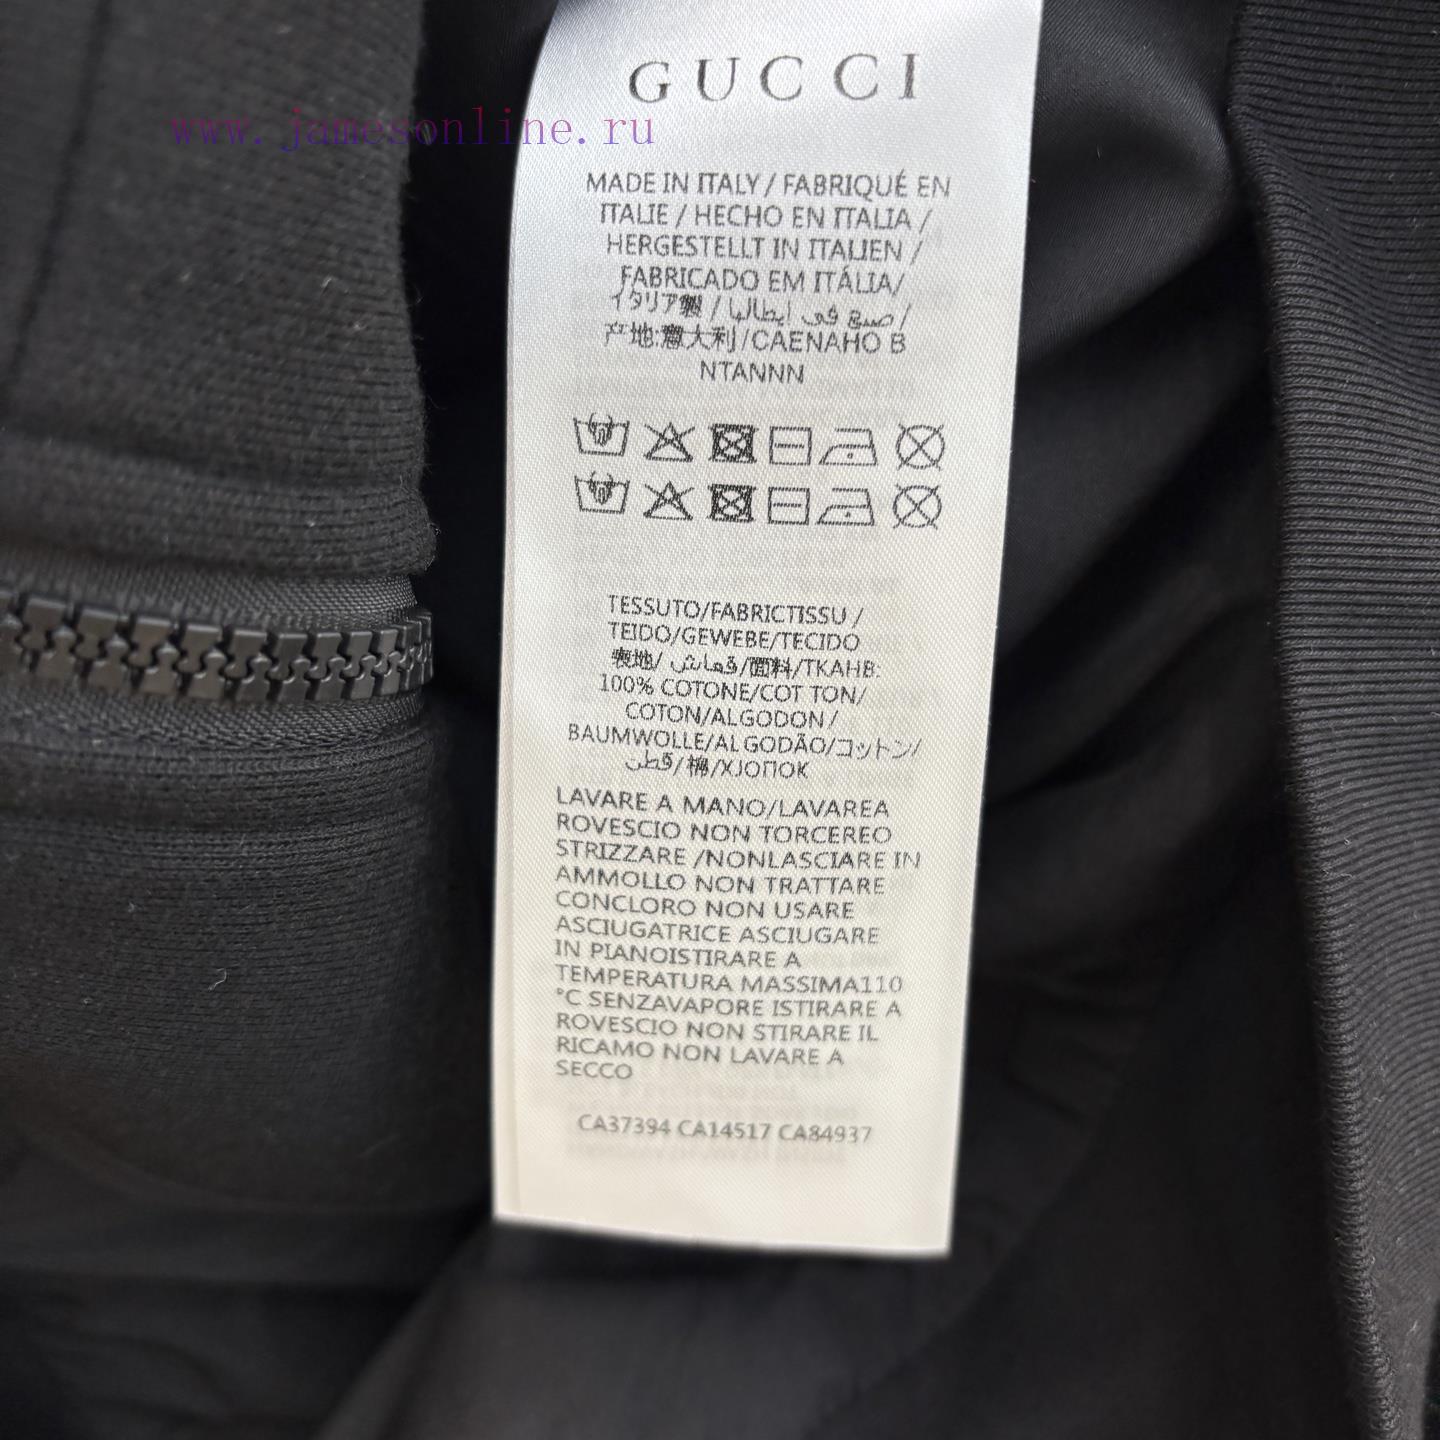 GUCCI
www.jamesonline.ru
MADE IN ITALY / FABRIQUÉ EN
ITALIE / HECHO EN ITALIA /
HERGESTELLT IN ITALIEN /
FABRICADO EM ITÁLIA/
イタリア製 / صبع فى ايطاليا /
产地:意大利/CAENAHO B
NTANNN
TESSUTO/FABRICTISSU /
TEIDO/GEWEBE/TECIDO
表地/ قماش/面料/TKAHB:
100% COTONE/COT TON/
COTON/ALGODON/
BAUMWOLLE/ALGODÃO/コットン/
قطن/棉/XJOПOK
LAVARE A MANO/LAVAREA
ROVESCIO NON TORCEREO
STRIZZARE /NONLASCIARE IN
AMMOLLO NON TRATTARE
CONCLORO NON USARE
ASCIUGATRICE ASCIUGARE
IN PIANOISTIRARE A
TEMPERATURA MASSIMA110
°C SENZAVAPORE ISTIRARE A
ROVESCIO NON STIRARE IL
RICAMO NON LAVARE A
SECCO
CA37394 CA14517 CA84937